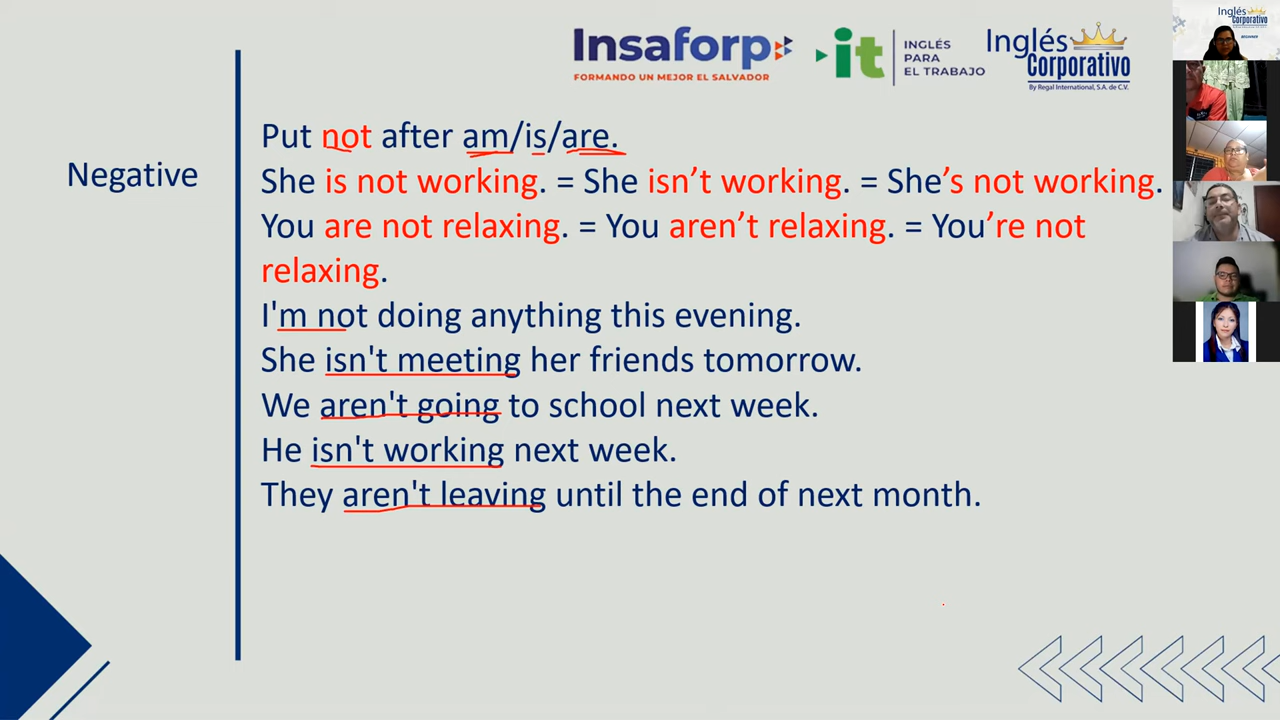 Insaforp
FORMANDO UN MEJOR EL SALVADOR
it
INGLÉS
PARA
EL TRABAJO
Inglés
Corporativo
By Regal International, S.A. de C.V.
Inglés
Corporativo
Negative
Put not after am/is/are.
She is not working. = She isn’t working. = She’s not working.
You are not relaxing. = You aren’t relaxing. = You’re not
relaxing.
I'm not doing anything this evening.
She isn't meeting her friends tomorrow.
We aren't going to school next week.
He isn't working next week.
They aren't leaving until the end of next month.